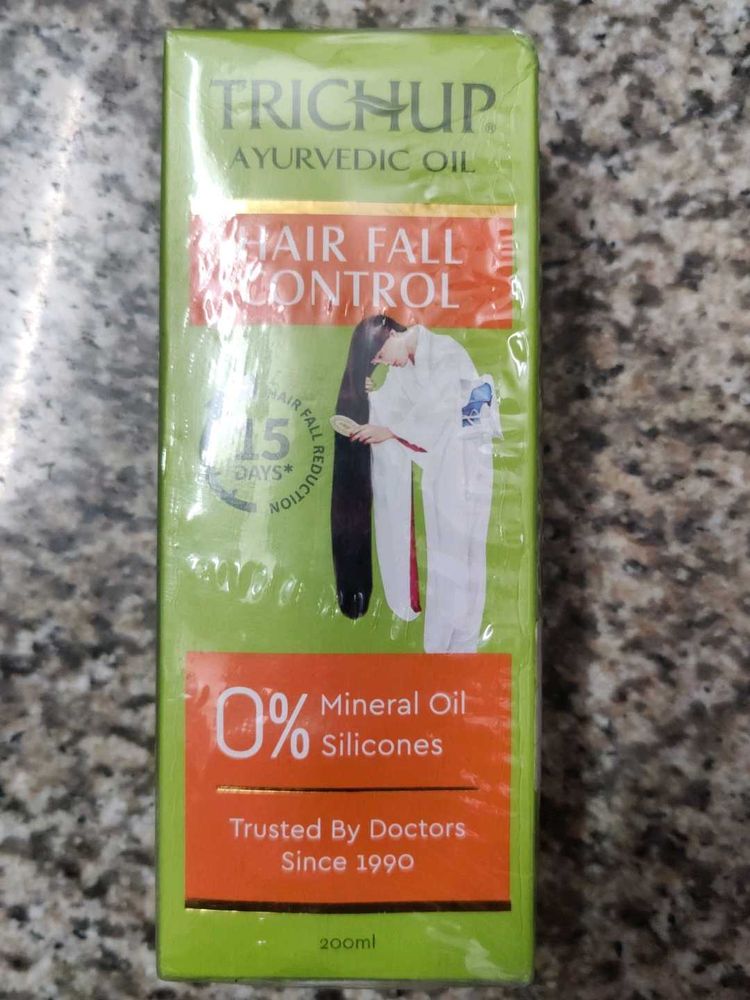 TRICHUP®
AYURVEDIC OIL
HAIR FALL
CONTROL
HAIR FALL REDUCTION
15
DAYS*
0% Mineral Oil
Silicones
Trusted By Doctors
Since 1990
200ml